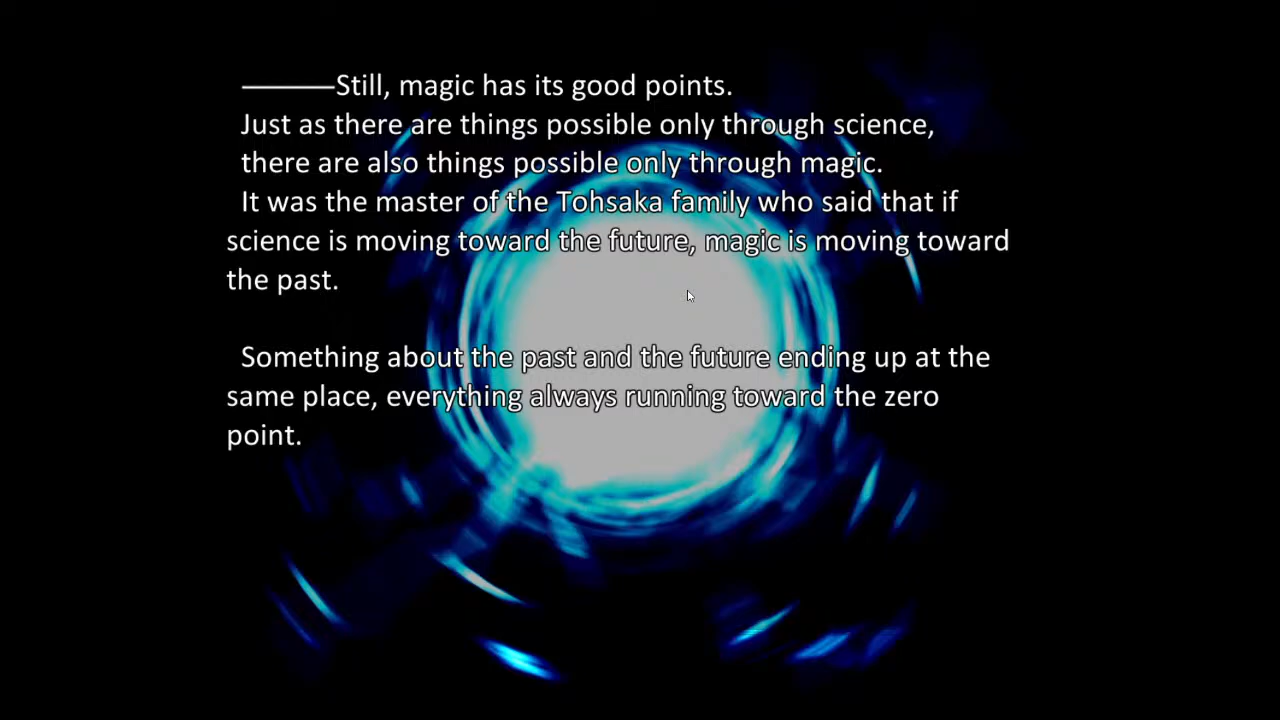 ———Still, magic has its good points.
Just as there are things possible only through science,
there are also things possible only through magic.
It was the master of the Tohsaka family who said that if
science is moving toward the future, magic is moving toward
the past.
Something about the past and the future ending up at the
same place, everything always running toward the zero
point.